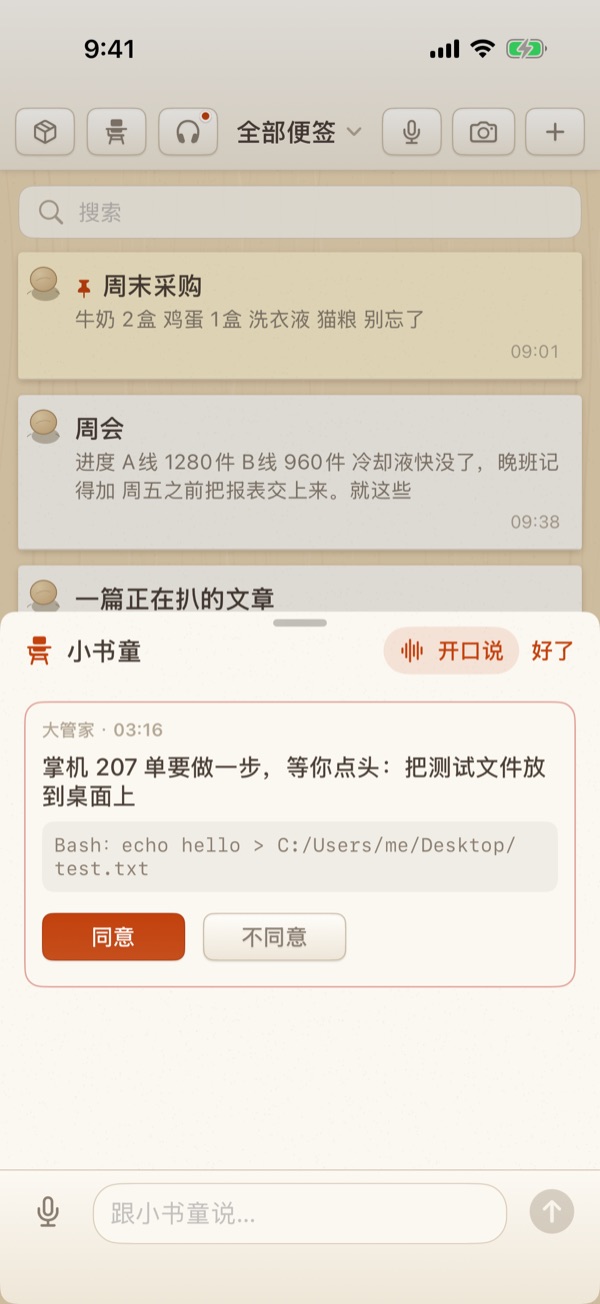 9:41
全部便签
搜索
周末采购
牛奶 2盒 鸡蛋 1盒 洗衣液 猫粮 别忘了
09:01
周会
进度 A线 1280件 B线 960件 冷却液快没了，晚班记
得加 周五之前把报表交上来。就这些
09:38
一篇正在扒的文章
小书童
开口说
好了
大管家 · 03:16
掌机 207 单要做一步，等你点头：把测试文件放
到桌面上
Bash: echo hello > C:/Users/me/Desktop/
test.txt
同意
不同意
跟小书童说...